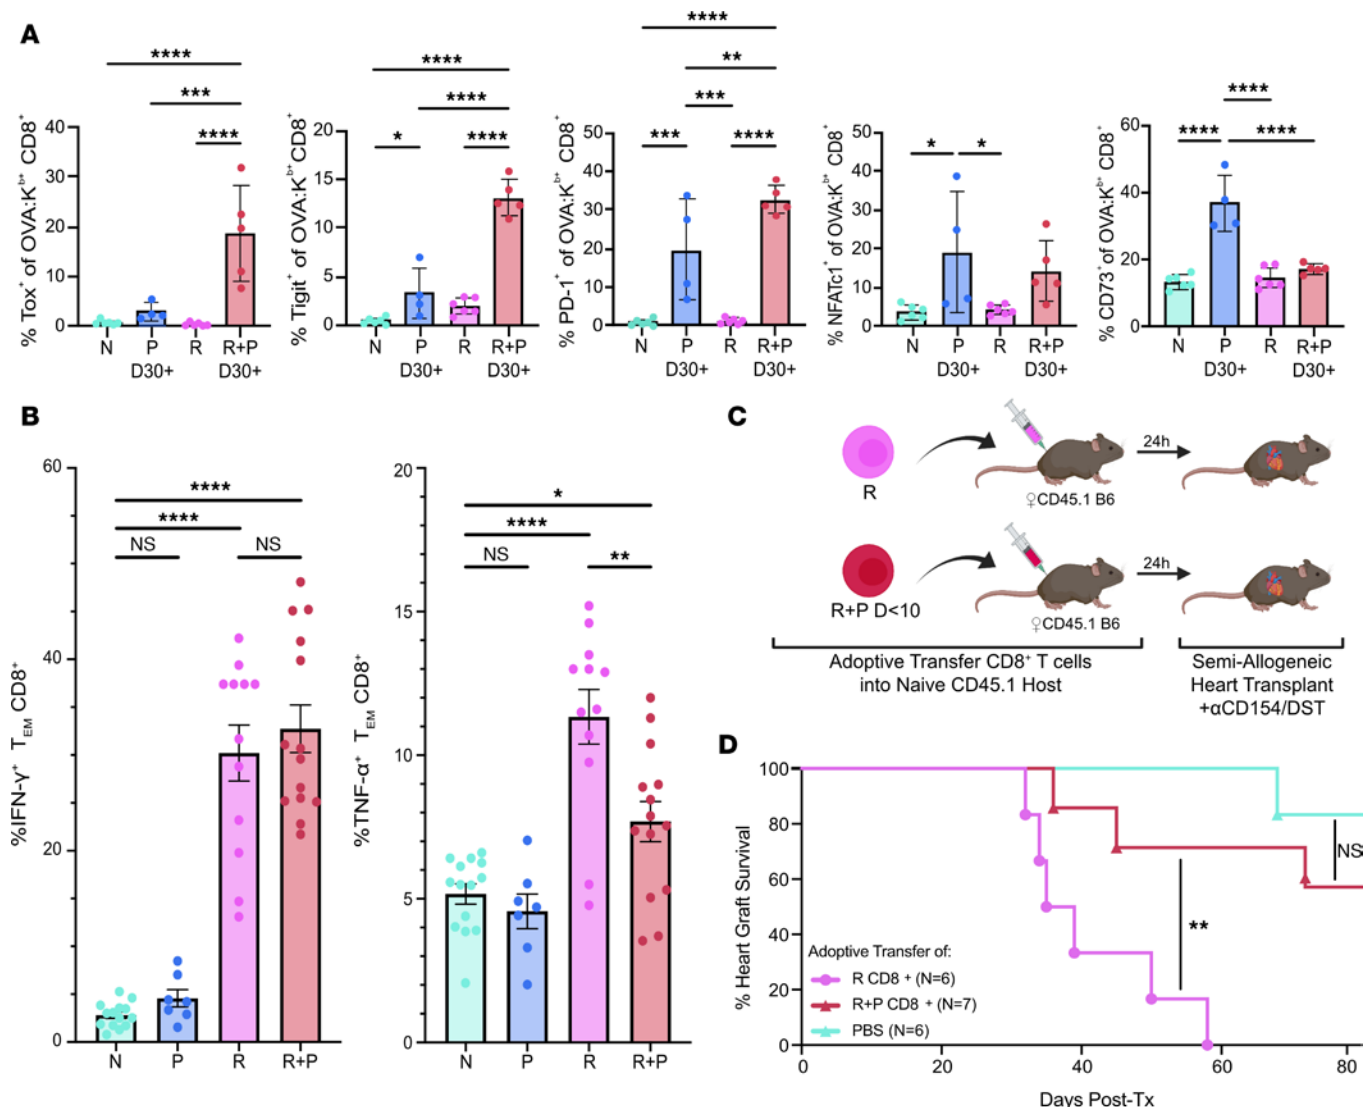 A
****
***
****
% Tox⁺ of OVA:Kᵇ⁺ CD8⁺
40
30
20
10
0
N
P
R
R+P
D30+
D30+
****
****
*
****
% Tigit⁺ of OVA:Kᵇ⁺ CD8⁺
20
15
10
5
0
N
P
R
R+P
D30+
D30+
****
**
***
***
****
% PD-1⁺ of OVA:Kᵇ⁺ CD8⁺
50
40
30
20
10
0
N
P
R
R+P
D30+
D30+
*
*
% NFATc1⁺ of OVA:Kᵇ⁺ CD8⁺
50
40
30
20
10
0
N
P
R
R+P
D30+
D30+
****
****
****
% CD73⁺ of OVA:Kᵇ⁺ CD8⁺
60
40
20
0
N
P
R
R+P
D30+
D30+
B
****
****
NS
NS
%IFN-γ⁺ T_EM CD8⁺
60
40
20
0
N
P
R
R+P
*
****
NS
**
%TNF-α⁺ T_EM CD8⁺
20
15
10
5
0
N
P
R
R+P
C
R
♀CD45.1 B6
24h
R+P D<10
♀CD45.1 B6
24h
Adoptive Transfer CD8⁺ T cells
into Naive CD45.1 Host
Semi-Allogeneic
Heart Transplant
+αCD154/DST
D
% Heart Graft Survival
100
80
60
40
20
0
NS
**
Adoptive Transfer of:
R CD8 + (N=6)
R+P CD8 + (N=7)
PBS (N=6)
0
20
40
60
80
Days Post-Tx